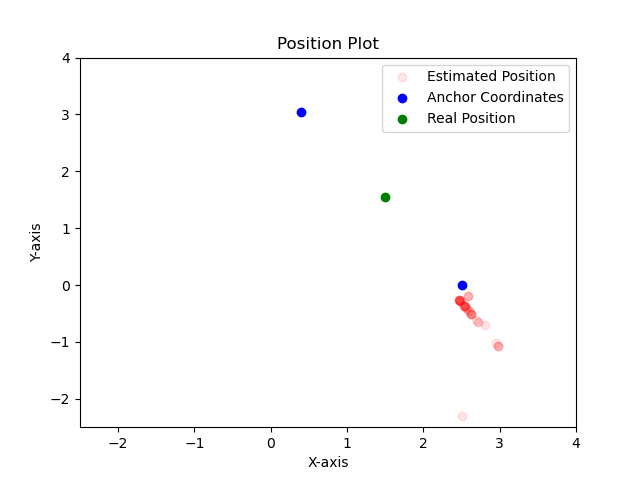 Position Plot
Estimated Position
Anchor Coordinates
Real Position
Y-axis
4
3
2
1
0
−1
−2
−2 −1 0 1 2 3 4
X-axis